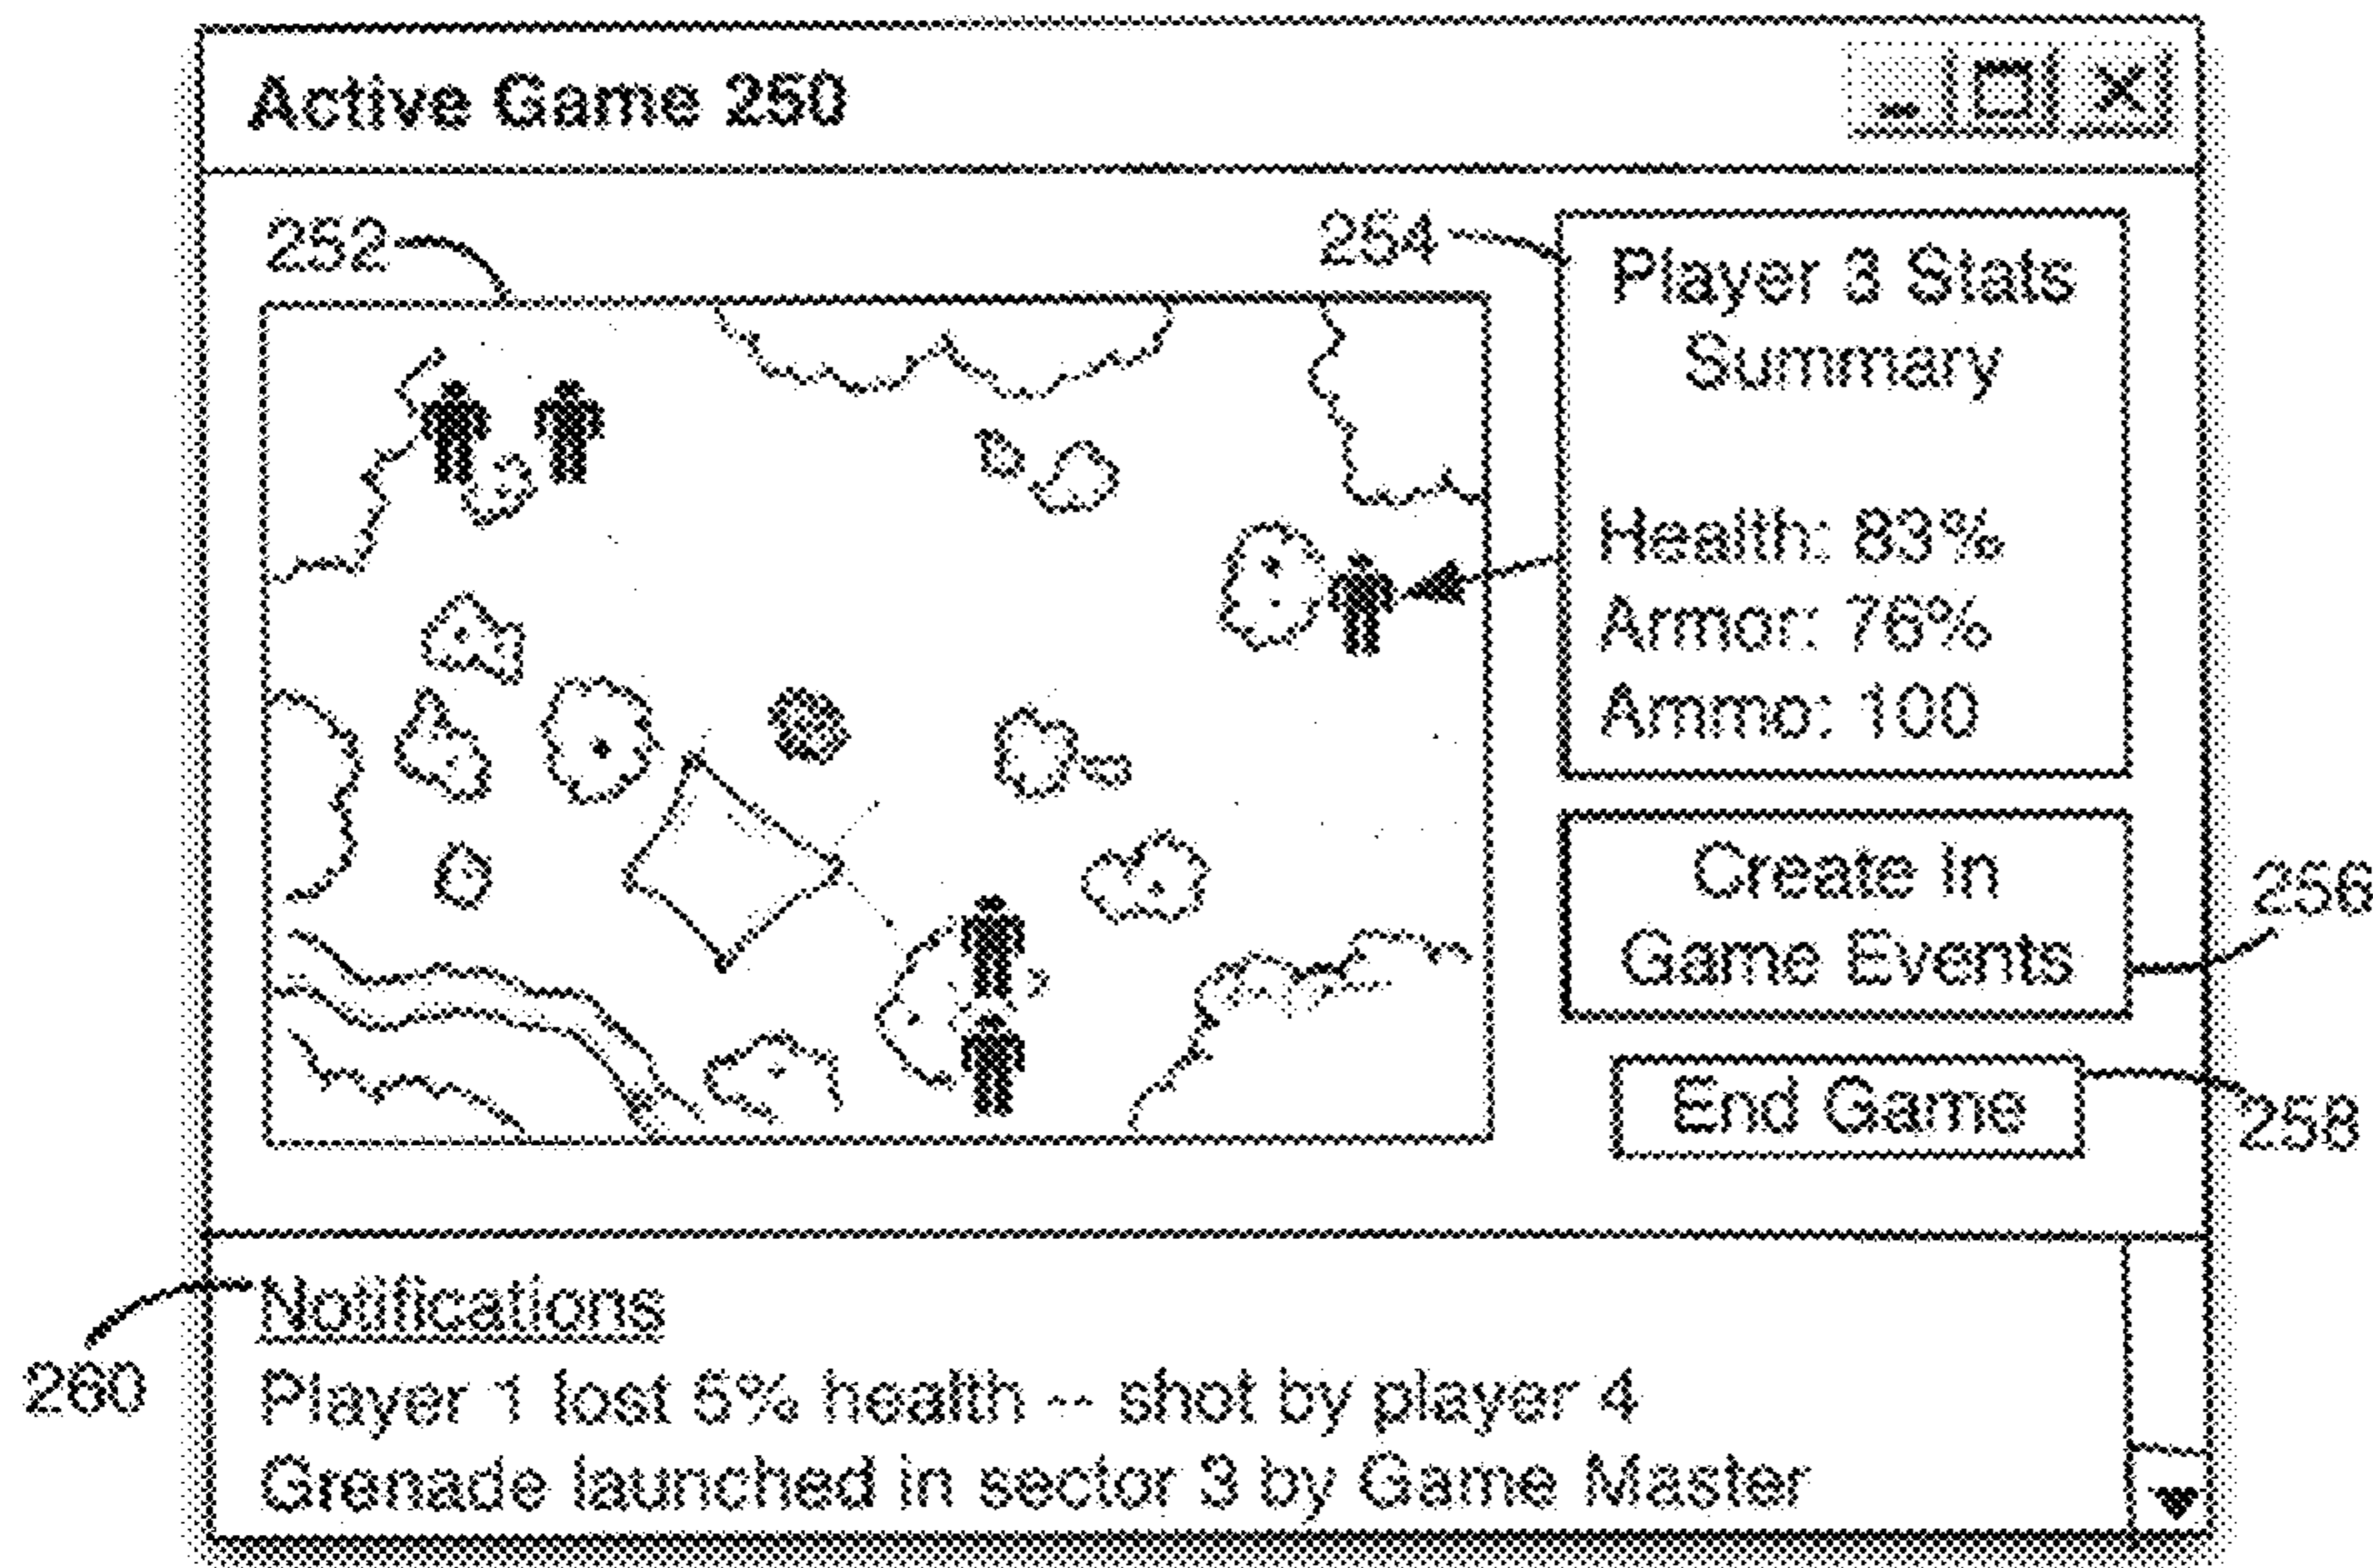 Active Game 250
252
254
Player 3 Stats
Summary
Health: 83%
Armor: 76%
Ammo: 100
Create In
Game Events
256
End Game
258
Notifications
260
Player 1 lost 5% health -- shot by player 4
Grenade launched in sector 3 by Game Master